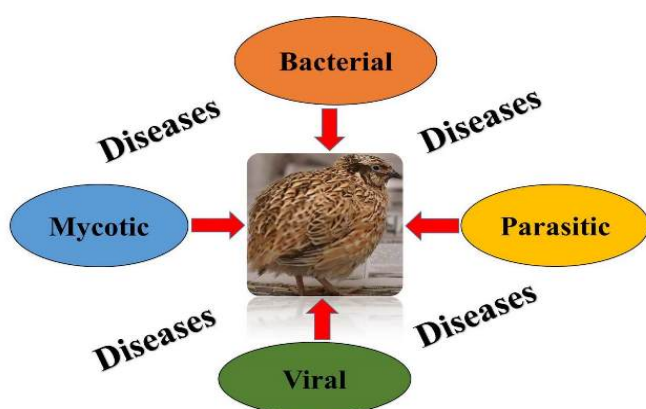 Bacterial
Diseases
Diseases
Mycotic
Parasitic
Diseases
Diseases
Viral